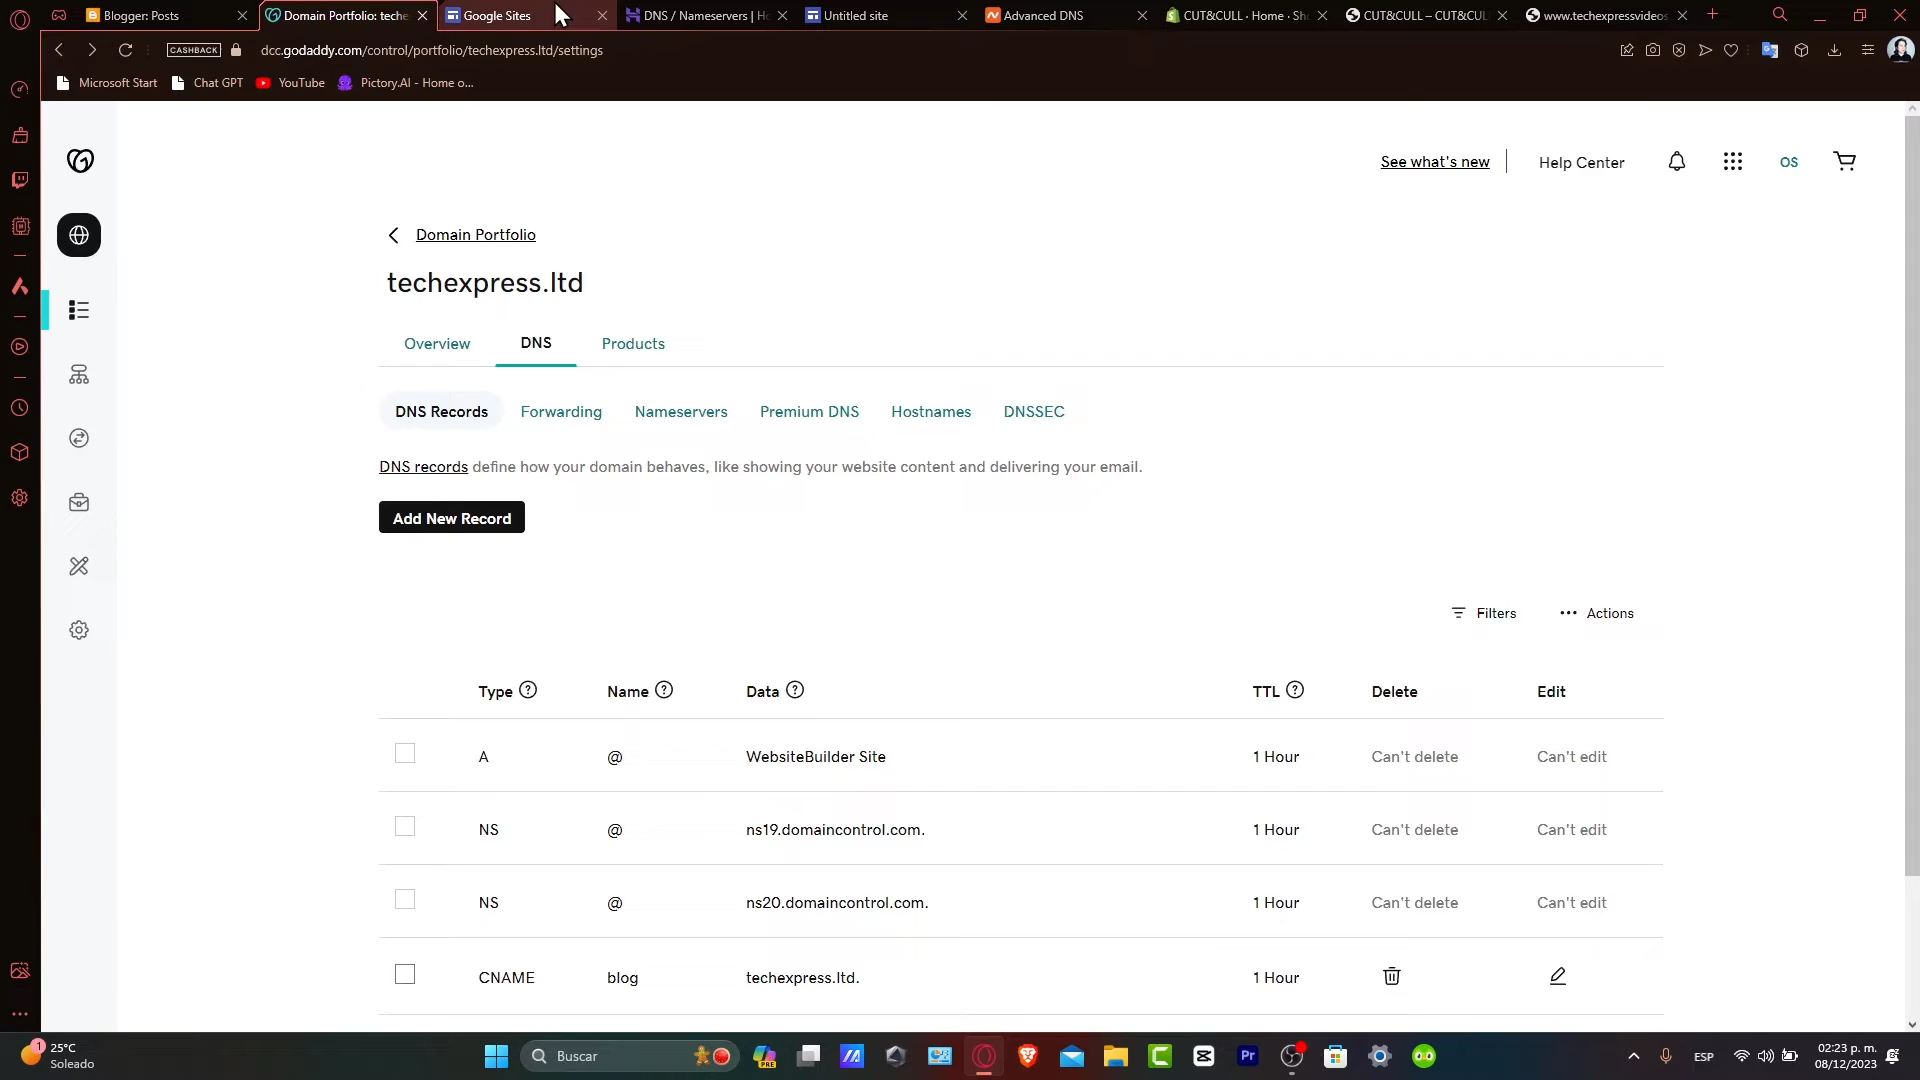 Blogger: Posts
Domain Portfolio: teche
Google Sites
DNS / Nameservers | Ho
Untitled site
Advanced DNS
CUT&CULL · Home · Sho
CUT&CULL – CUT&CUL
www.techexpressvideos
CASHBACK
dcc.godaddy.com/control/portfolio/techexpress.ltd/settings
Microsoft Start
Chat GPT
YouTube
Pictory.AI - Home o...
See what's new
Help Center
OS
Domain Portfolio
techexpress.ltd
Overview
DNS
Products
DNS Records
Forwarding
Nameservers
Premium DNS
Hostnames
DNSSEC
DNS records define how your domain behaves, like showing your website content and delivering your email.
Add New Record
Filters
Actions
Type Name Data TTL Delete Edit
A @ WebsiteBuilder Site 1 Hour Can't delete Can't edit
NS @ ns19.domaincontrol.com. 1 Hour Can't delete Can't edit
NS @ ns20.domaincontrol.com. 1 Hour Can't delete Can't edit
CNAME blog techexpress.ltd. 1 Hour
1
25°C
Soleado
Buscar
PRE
Pr
ESP
02:23 p. m.
08/12/2023